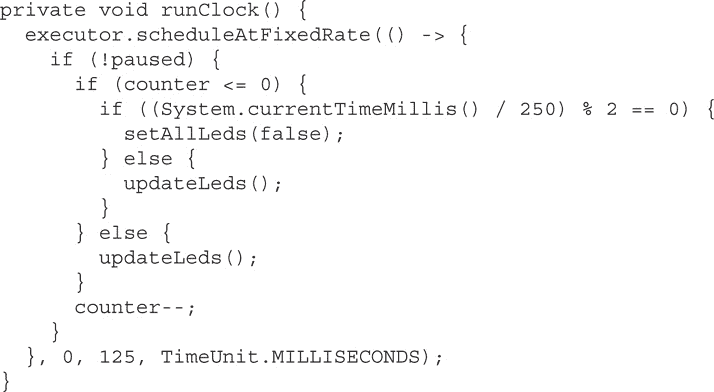 private void runClock() {
  executor.scheduleAtFixedRate(() -> {
    if (!paused) {
      if (counter <= 0) {
        if ((System.currentTimeMillis() / 250) % 2 == 0) {
          setAllLeds(false);
        } else {
          updateLeds();
        }
      } else {
        updateLeds();
      }
      counter--;
    }
  }, 0, 125, TimeUnit.MILLISECONDS);
}